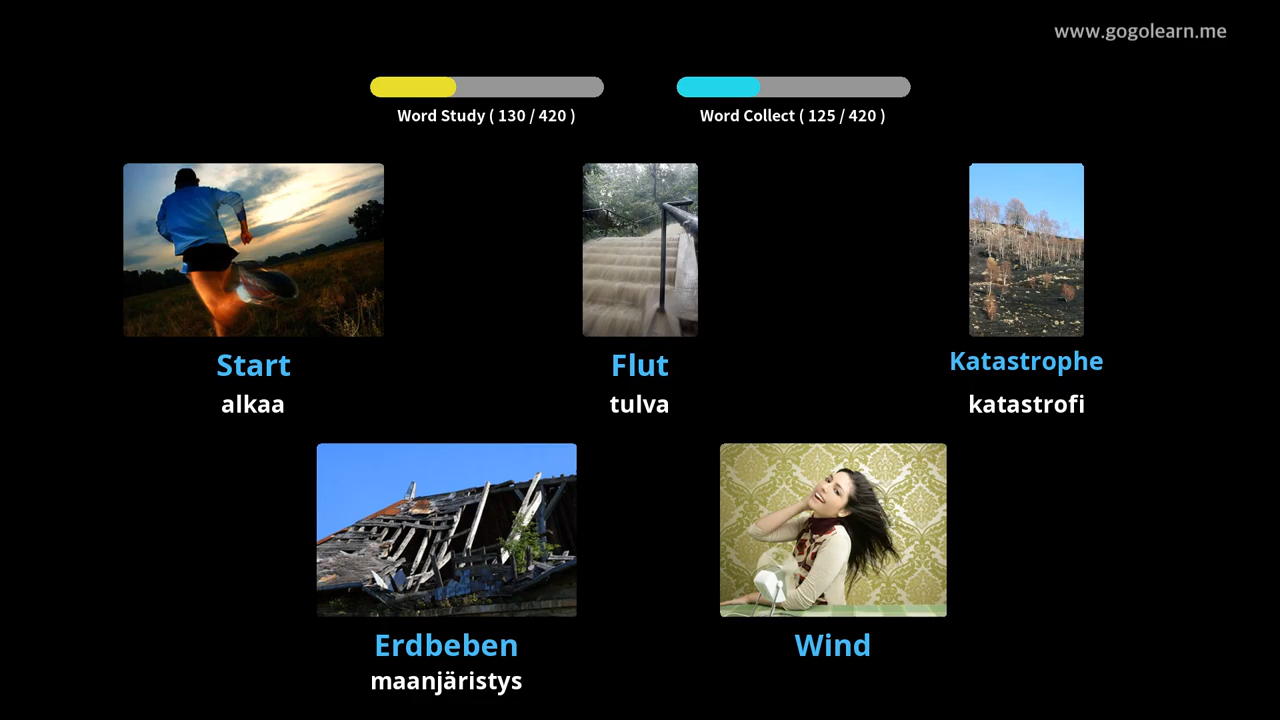 www.gogolearn.me
Word Study ( 130 / 420 )
Word Collect ( 125 / 420 )
Start
alkaa
Flut
tulva
Katastrophe
katastrofi
Erdbeben
maanjäristys
Wind